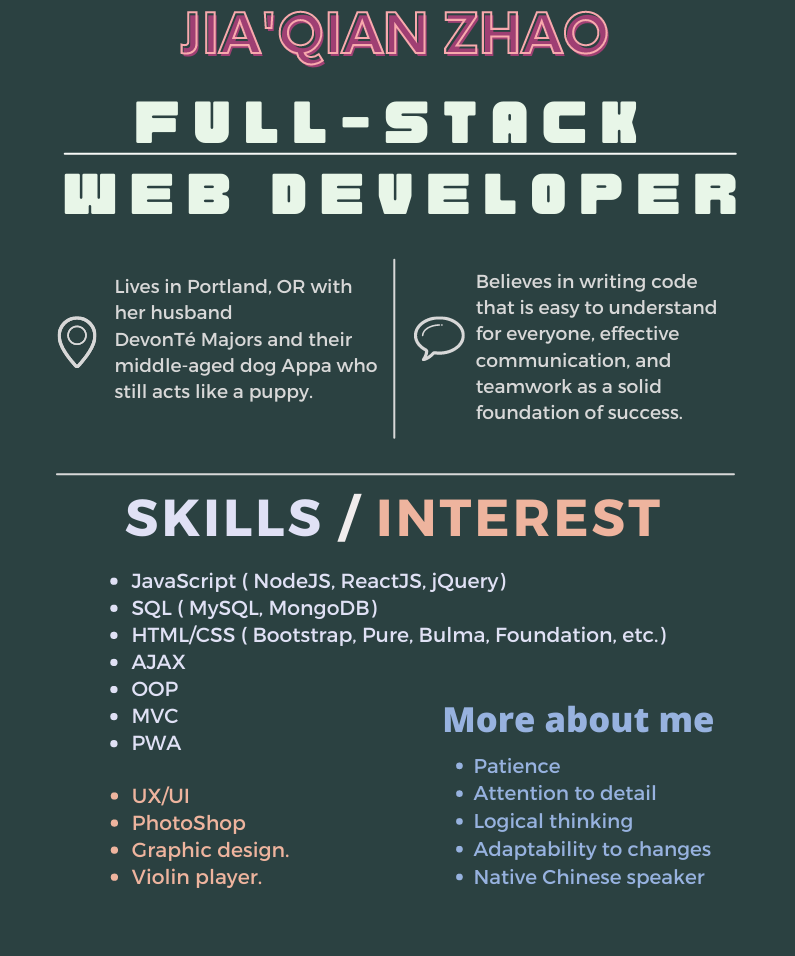 JIA'QIAN ZHAO
FULL-STACK
WEB DEVELOPER
Lives in Portland, OR with
her husband
DevonTé Majors and their
middle-aged dog Appa who
still acts like a puppy.
Believes in writing code
that is easy to understand
for everyone, effective
communication, and
teamwork as a solid
foundation of success.
SKILLS / INTEREST
• JavaScript ( NodeJS, ReactJS, jQuery)
• SQL ( MySQL, MongoDB)
• HTML/CSS ( Bootstrap, Pure, Bulma, Foundation, etc.)
• AJAX
• OOP
• MVC
• PWA
• UX/UI
• PhotoShop
• Graphic design.
• Violin player.
More about me
• Patience
• Attention to detail
• Logical thinking
• Adaptability to changes
• Native Chinese speaker